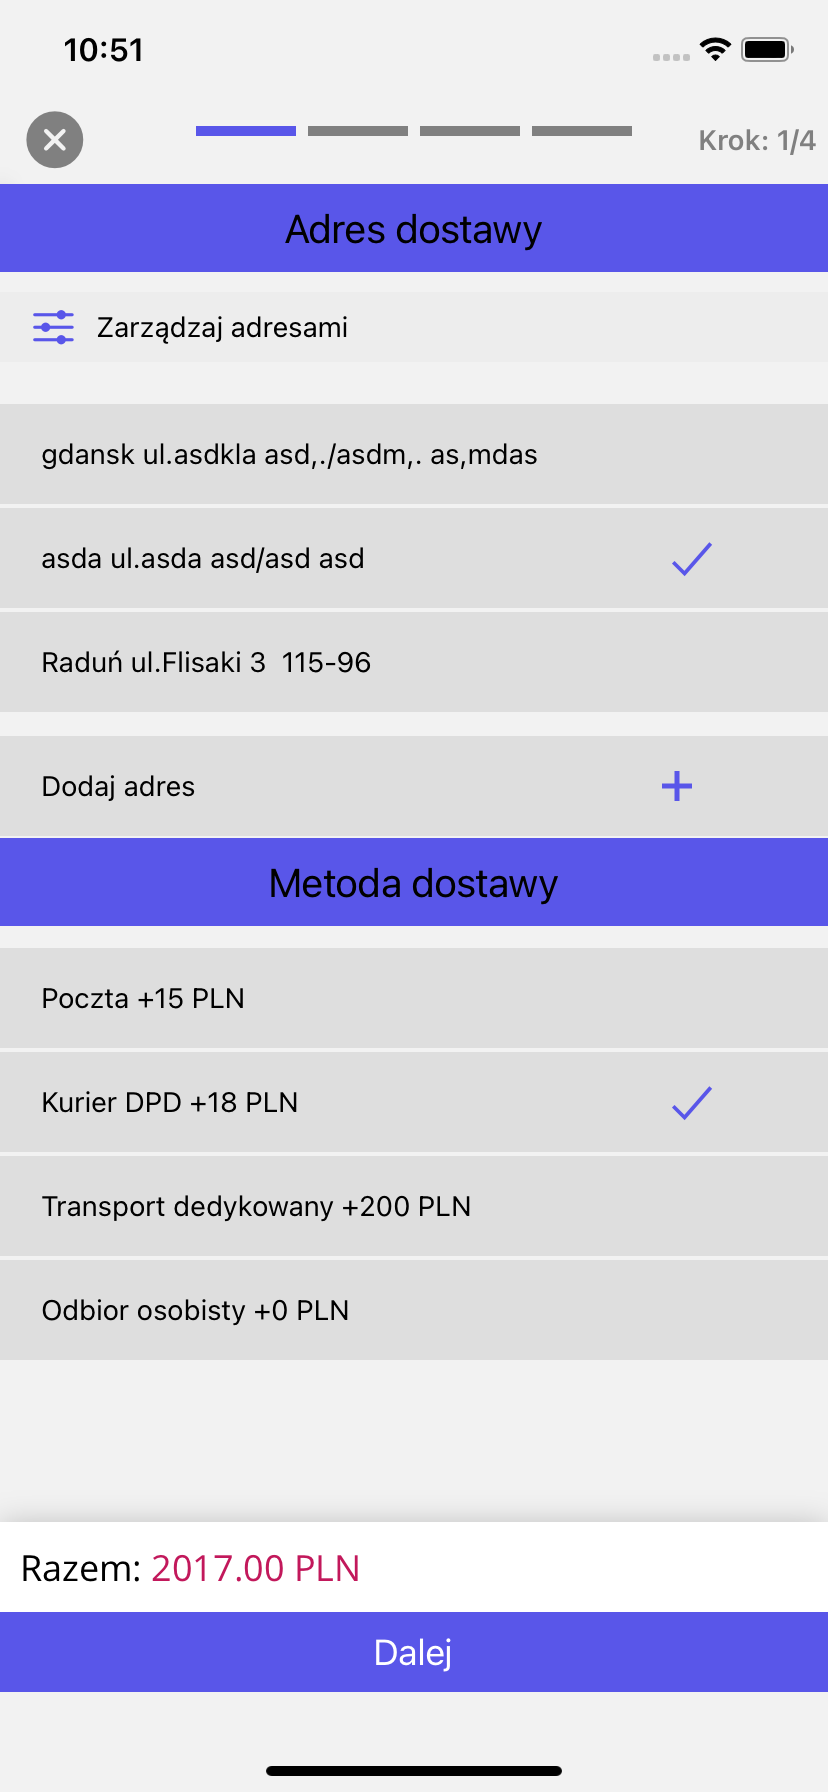 10:51
Krok: 1/4
Adres dostawy
Zarządzaj adresami
gdansk ul.asdkla asd,./asdm,. as,mdas
asda ul.asda asd/asd asd
Raduń ul.Flisaki 3  115-96
Dodaj adres
Metoda dostawy
Poczta +15 PLN
Kurier DPD +18 PLN
Transport dedykowany +200 PLN
Odbior osobisty +0 PLN
Razem: 2017.00 PLN
Dalej